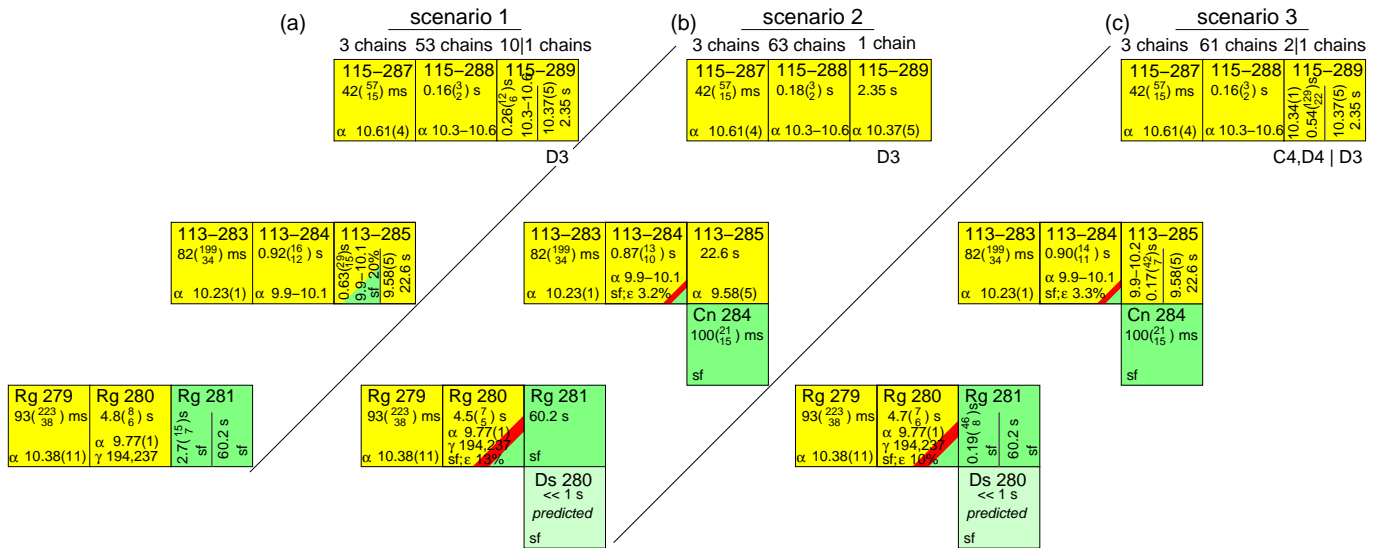 (a)
scenario 1
3 chains 53 chains 10|1 chains
115–287
42(57/15) ms
α 10.61(4)
115–288
0.16(3/2) s
α 10.3–10.6
115–289
0.26(12/6)s
10.3–10.6
10.37(5)
2.35 s
D3
113–283
82(199/34) ms
α 10.23(1)
113–284
0.92(16/12) s
α 9.9–10.1
113–285
0.63(29/15)s
9.9–10.1
sf 20%
9.58(5)
22.6 s
Rg 279
93(223/38) ms
α 10.38(11)
Rg 280
4.8(8/6) s
α 9.77(1)
γ 194,237
Rg 281
2.7(15/7)s
sf
60.2 s
sf
(b)
scenario 2
3 chains 63 chains 1 chain
115–287
42(57/15) ms
α 10.61(4)
115–288
0.18(3/2) s
α 10.3–10.6
115–289
2.35 s
α 10.37(5)
D3
113–283
82(199/34) ms
α 10.23(1)
113–284
0.87(13/10) s
α 9.9–10.1
sf;ε 3.2%
113–285
22.6 s
α 9.58(5)
Cn 284
100(21/15) ms
sf
Rg 279
93(223/38) ms
α 10.38(11)
Rg 280
4.5(7/5) s
α 9.77(1)
γ 194,237
sf;ε 13%
Rg 281
60.2 s
sf
Ds 280
<< 1 s
predicted
sf
(c)
scenario 3
3 chains 61 chains 2|1 chains
115–287
42(57/15) ms
α 10.61(4)
115–288
0.16(3/2) s
α 10.3–10.6
115–289
10.34(1)
0.54(129/22)s
10.37(5)
2.35 s
C4,D4 | D3
113–283
82(199/34) ms
α 10.23(1)
113–284
0.90(14/11) s
α 9.9–10.1
sf;ε 3.3%
113–285
9.9–10.2
0.17(42/7)s
9.58(5)
22.6 s
Cn 284
100(21/15) ms
sf
Rg 279
93(223/38) ms
α 10.38(11)
Rg 280
4.7(7/6) s
α 9.77(1)
γ 194,237
sf;ε 10%
Rg 281
0.19(46/8)s
sf
60.2 s
sf
Ds 280
<< 1 s
predicted
sf